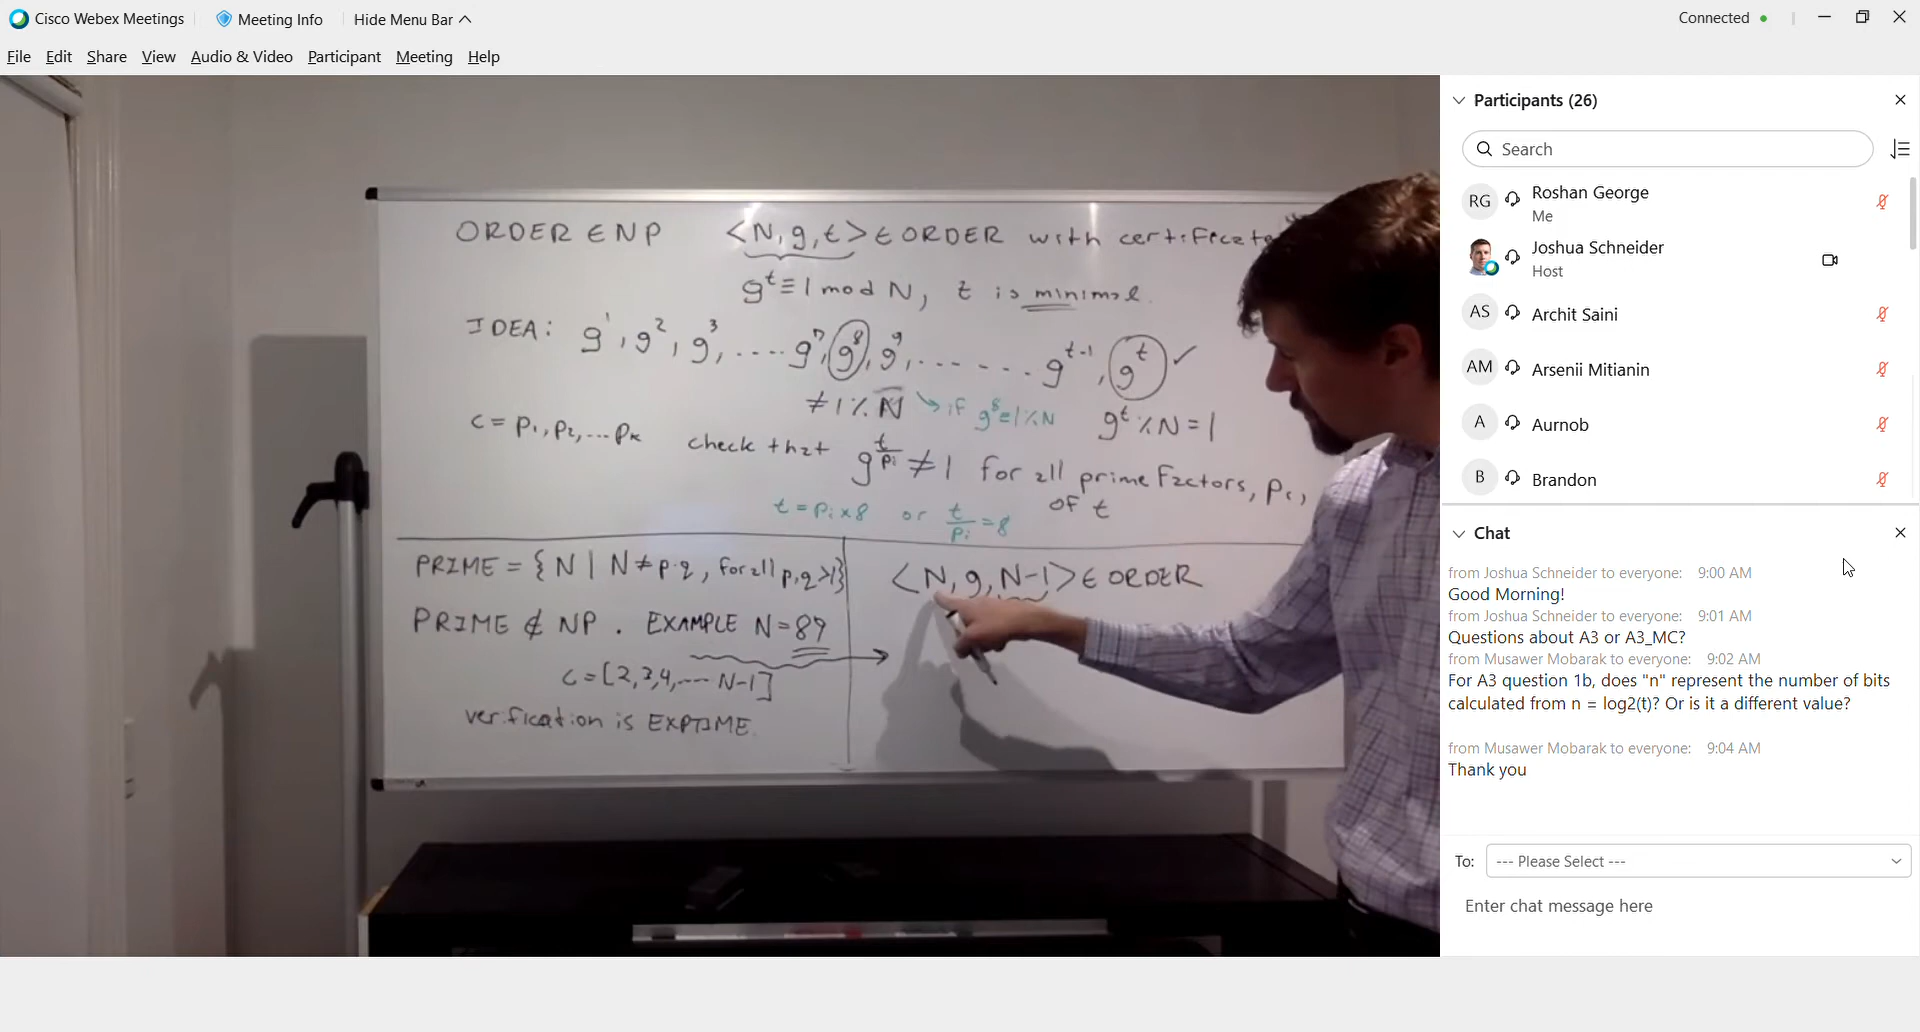 Cisco Webex Meetings
Meeting Info
Hide Menu Bar
Connected
File Edit Share View Audio & Video Participant Meeting Help
ORDER ∈ NP <N, g, t> ∈ ORDER with certificate
g^t ≡ 1 mod N, t is minimal.
IDEA: g^1, g^2, g^3, .... g^7, g^8, g^9, ....... g^t-1, g^t ✓
≠ 1 % N → if g^8 ≡ 1 % N g^t % N = 1
c = p1, p2, ... pk check that g^t/pi ≠ 1 for all prime factors, pi,
of t
t = pi x 8 or t/pi = 8
PRIME = { N | N ≠ p·q, for all p,q >1}
PRIME ∉ NP. EXAMPLE N = 89
c = [2,3,4, .... N-1]
verification is EXPTIME.
<N, g, N-1> ∈ ORDER
Participants (26)
Search
RG Roshan George
Me
Joshua Schneider
Host
AS Archit Saini
AM Arsenii Mitianin
A Aurnob
B Brandon
Chat
from Joshua Schneider to everyone: 9:00 AM
Good Morning!
from Joshua Schneider to everyone: 9:01 AM
Questions about A3 or A3_MC?
from Musawer Mobarak to everyone: 9:02 AM
For A3 question 1b, does "n" represent the number of bits
calculated from n = log2(t)? Or is it a different value?
from Musawer Mobarak to everyone: 9:04 AM
Thank you
To: --- Please Select ---
Enter chat message here